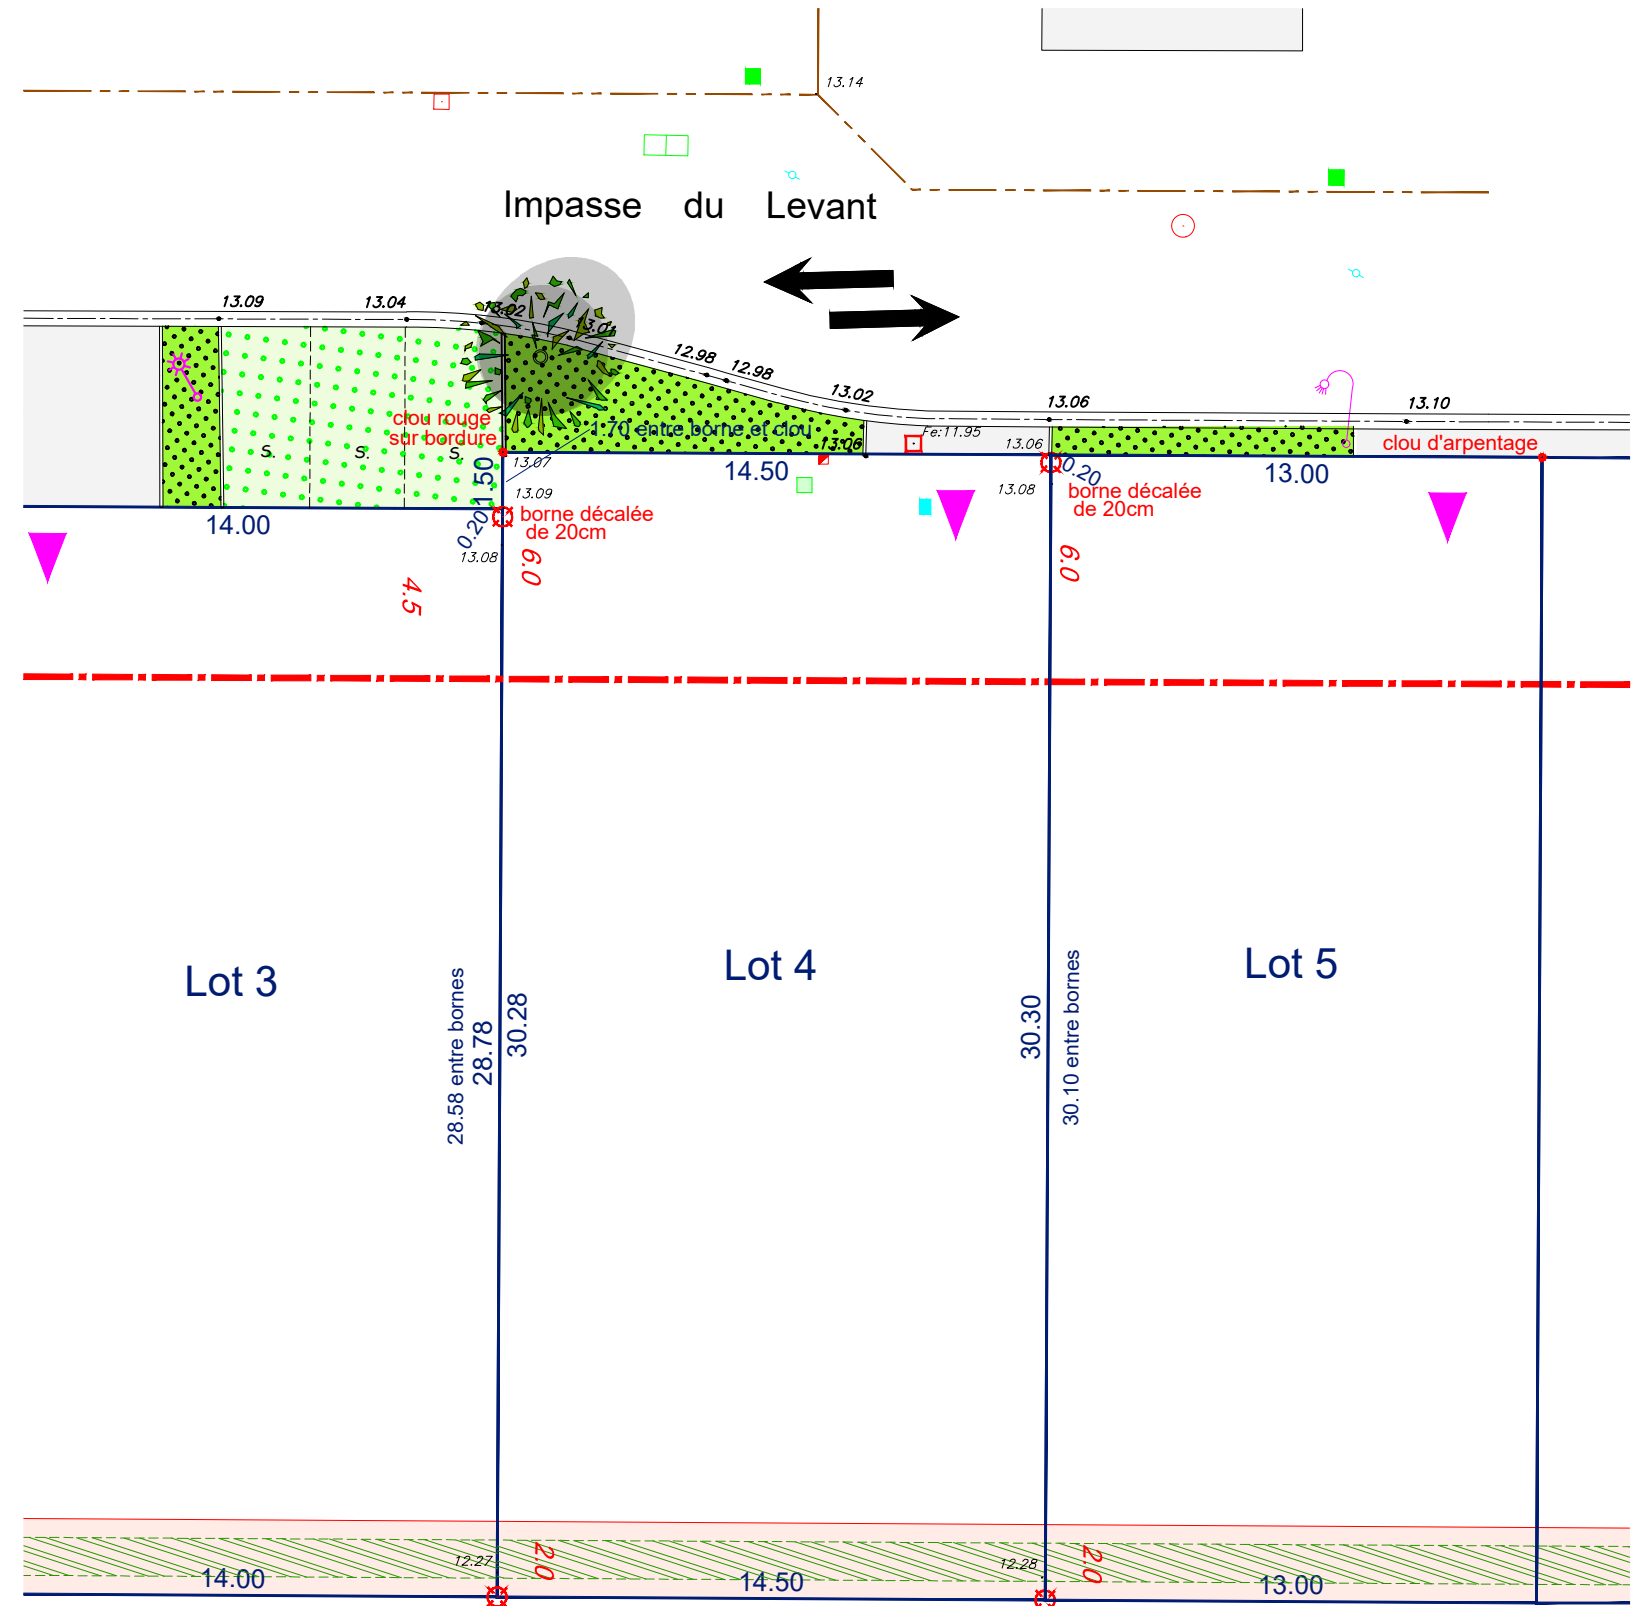 13.14
Impasse du Levant
13.09
13.04
13.02
13.01
12.98
12.98
13.02
13.06
13.10
clou rouge
sur bordure
1.70 entre borne et clou
13.06
Fe:11.95
13.06
clou d'arpentage
S.
S.
S.
13.07
14.50
0.20
13.00
1.50
13.09
13.08
borne décalée
de 20cm
14.00
0.20
borne décalée
de 20cm
13.08
6.0
6.0
4.5
Lot 3
Lot 4
Lot 5
28.58 entre bornes
28.78
30.28
30.30
30.10 entre bornes
12.27
2.0
12.28
2.0
14.00
14.50
13.00